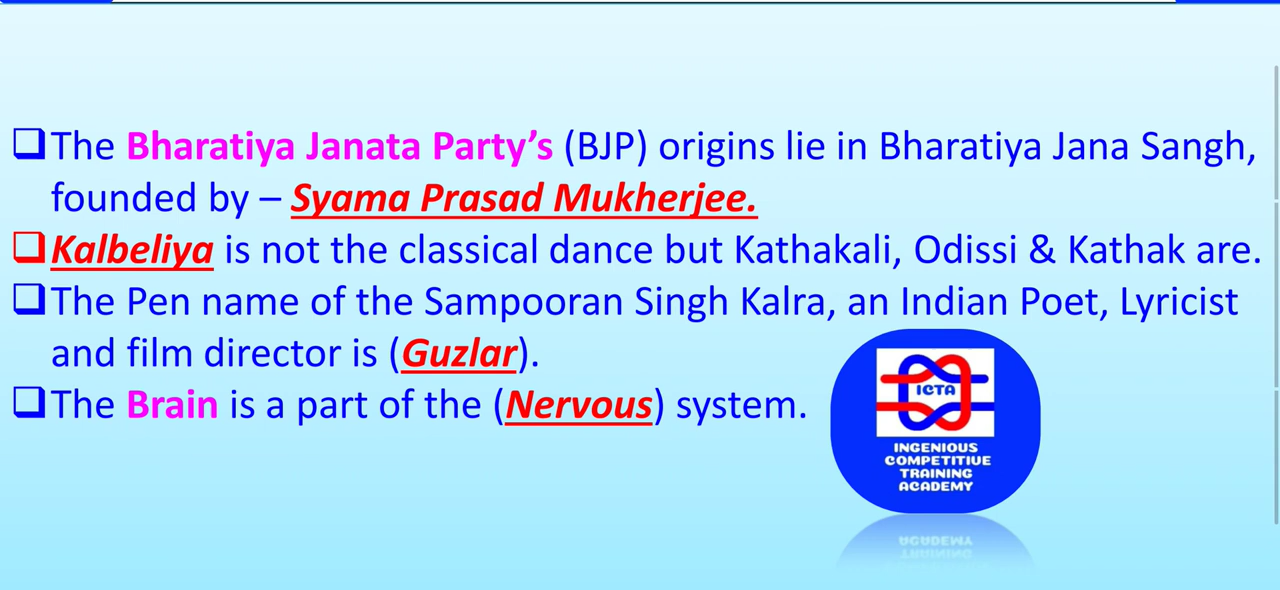 ❑The Bharatiya Janata Party’s (BJP) origins lie in Bharatiya Jana Sangh,
founded by – Syama Prasad Mukherjee.
❑Kalbeliya is not the classical dance but Kathakali, Odissi & Kathak are.
❑The Pen name of the Sampooran Singh Kalra, an Indian Poet, Lyricist
and film director is (Guzlar).
❑The Brain is a part of the (Nervous) system.
ICTA
INGENIOUS
COMPETITIVE
TRAINING
ACADEMY